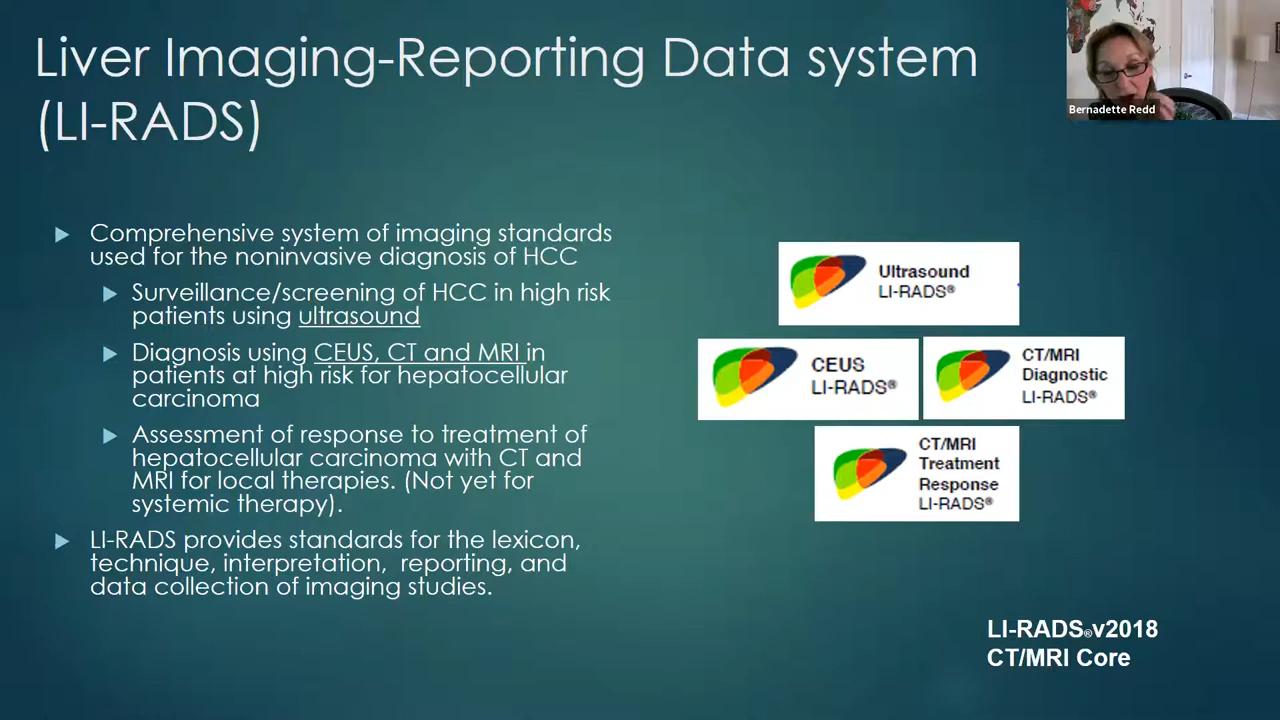 Liver Imaging-Reporting Data system
(LI-RADS)
Bernadette Redd
Comprehensive system of imaging standards
used for the noninvasive diagnosis of HCC
Surveillance/screening of HCC in high risk
patients using ultrasound
Diagnosis using CEUS, CT and MRI in
patients at high risk for hepatocellular
carcinoma
Assessment of response to treatment of
hepatocellular carcinoma with CT and
MRI for local therapies. (Not yet for
systemic therapy).
LI-RADS provides standards for the lexicon,
technique, interpretation, reporting, and
data collection of imaging studies.
Ultrasound
LI-RADS®
CEUS
LI-RADS®
CT/MRI
Diagnostic
LI-RADS®
CT/MRI
Treatment
Response
LI-RADS®
LI-RADS®v2018
CT/MRI Core